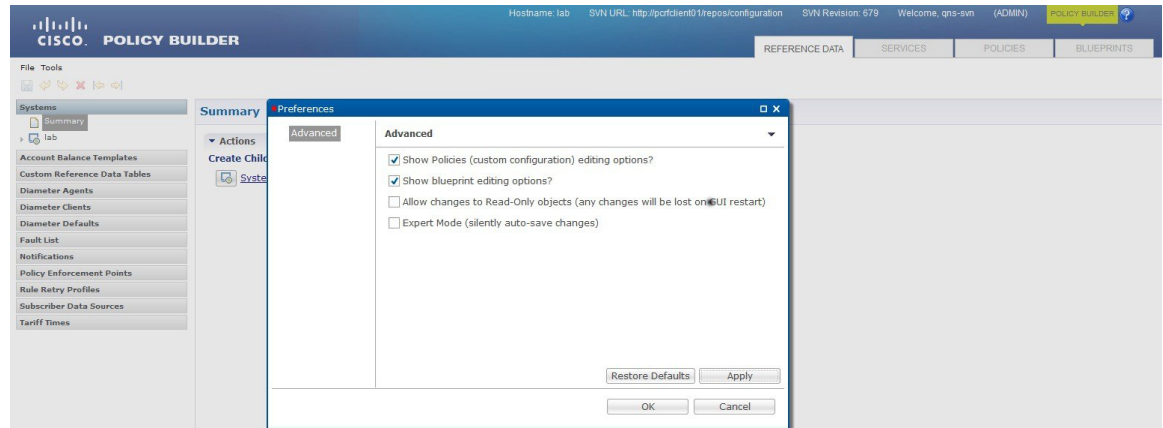 Hostname: lab SVN URL: http://pcrfclient01/repos/configuration SVN Revision: 679 Welcome, qns-svn (ADMIN) POLICY BUILDER ?
CISCO. POLICY BUILDER
REFERENCE DATA SERVICES POLICIES BLUEPRINTS
File Tools
Systems
Summary
lab
Account Balance Templates
Custom Reference Data Tables
Diameter Agents
Diameter Clients
Diameter Defaults
Fault List
Notifications
Policy Enforcement Points
Rule Retry Profiles
Subscriber Data Sources
Tariff Times
Summary
Actions
Create Child
Syste
Preferences
Advanced
Advanced
Show Policies (custom configuration) editing options?
Show blueprint editing options?
Allow changes to Read-Only objects (any changes will be lost on GUI restart)
Expert Mode (silently auto-save changes)
Restore Defaults Apply
OK Cancel